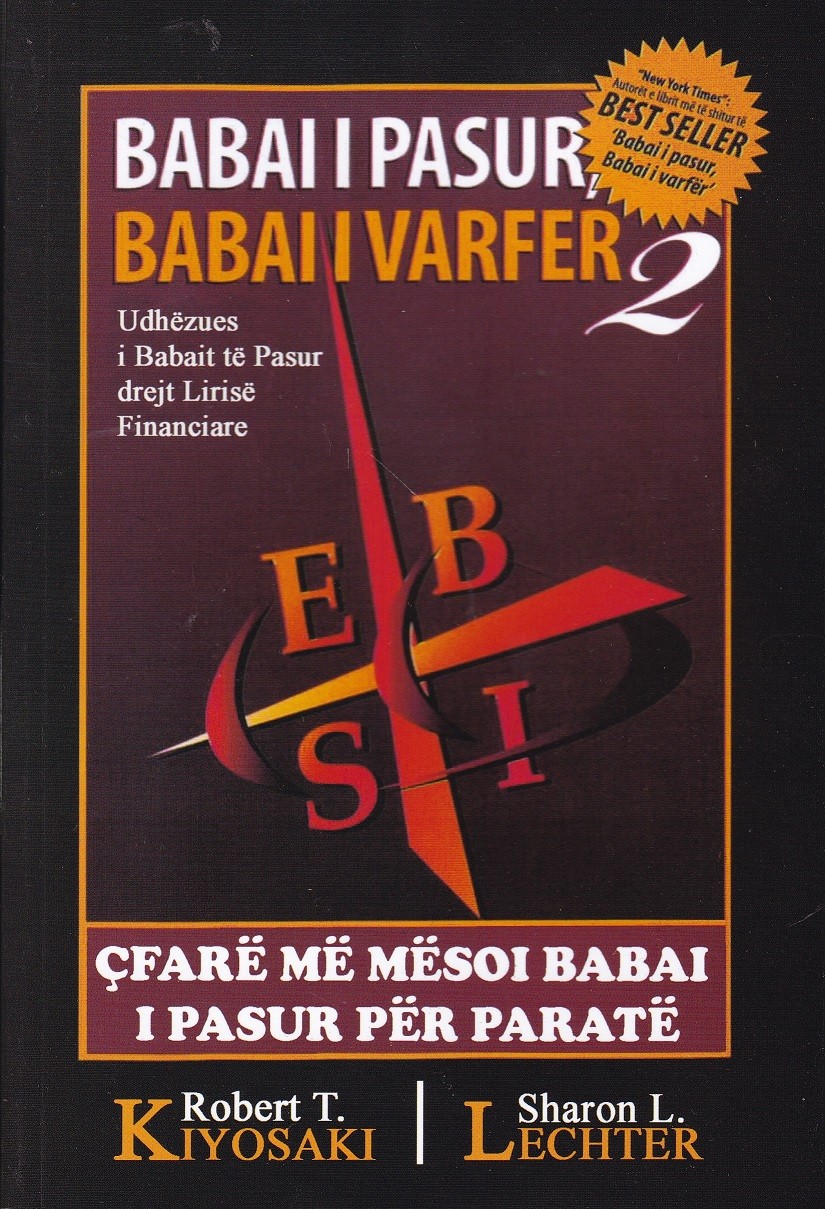 "New York Times":
Autorët e librit më të shitur të
BEST SELLER
'Babai i pasur,
Babai i varfër'
BABAI I PASUR,
BABAI I VARFER 2
Udhëzues
i Babait të Pasur
drejt Lirisë
Financiare
E B
S I
ÇFARË MË MËSOI BABAI
I PASUR PËR PARATË
Robert T. KIYOSAKI
Sharon L. LECHTER